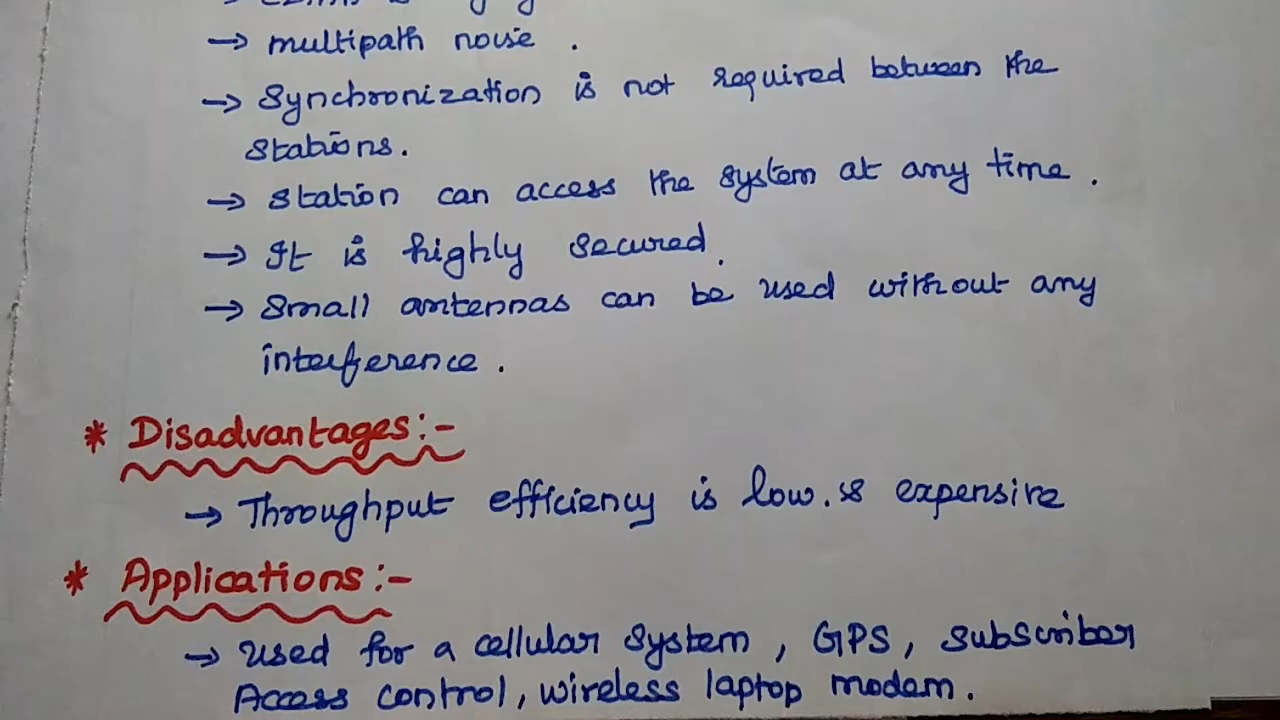 → multipath noise .
→ Synchronization is not required between the
stations.
→ station can access the system at any time .
→ It is highly secured.
→ Small antennas can be used without any
interference .
* Disadvantages:-
→ Throughput efficiency is low. & expensive
* Applications:-
→ Used for a cellular system , GPS, subscriber
Access control, wireless laptop modem.